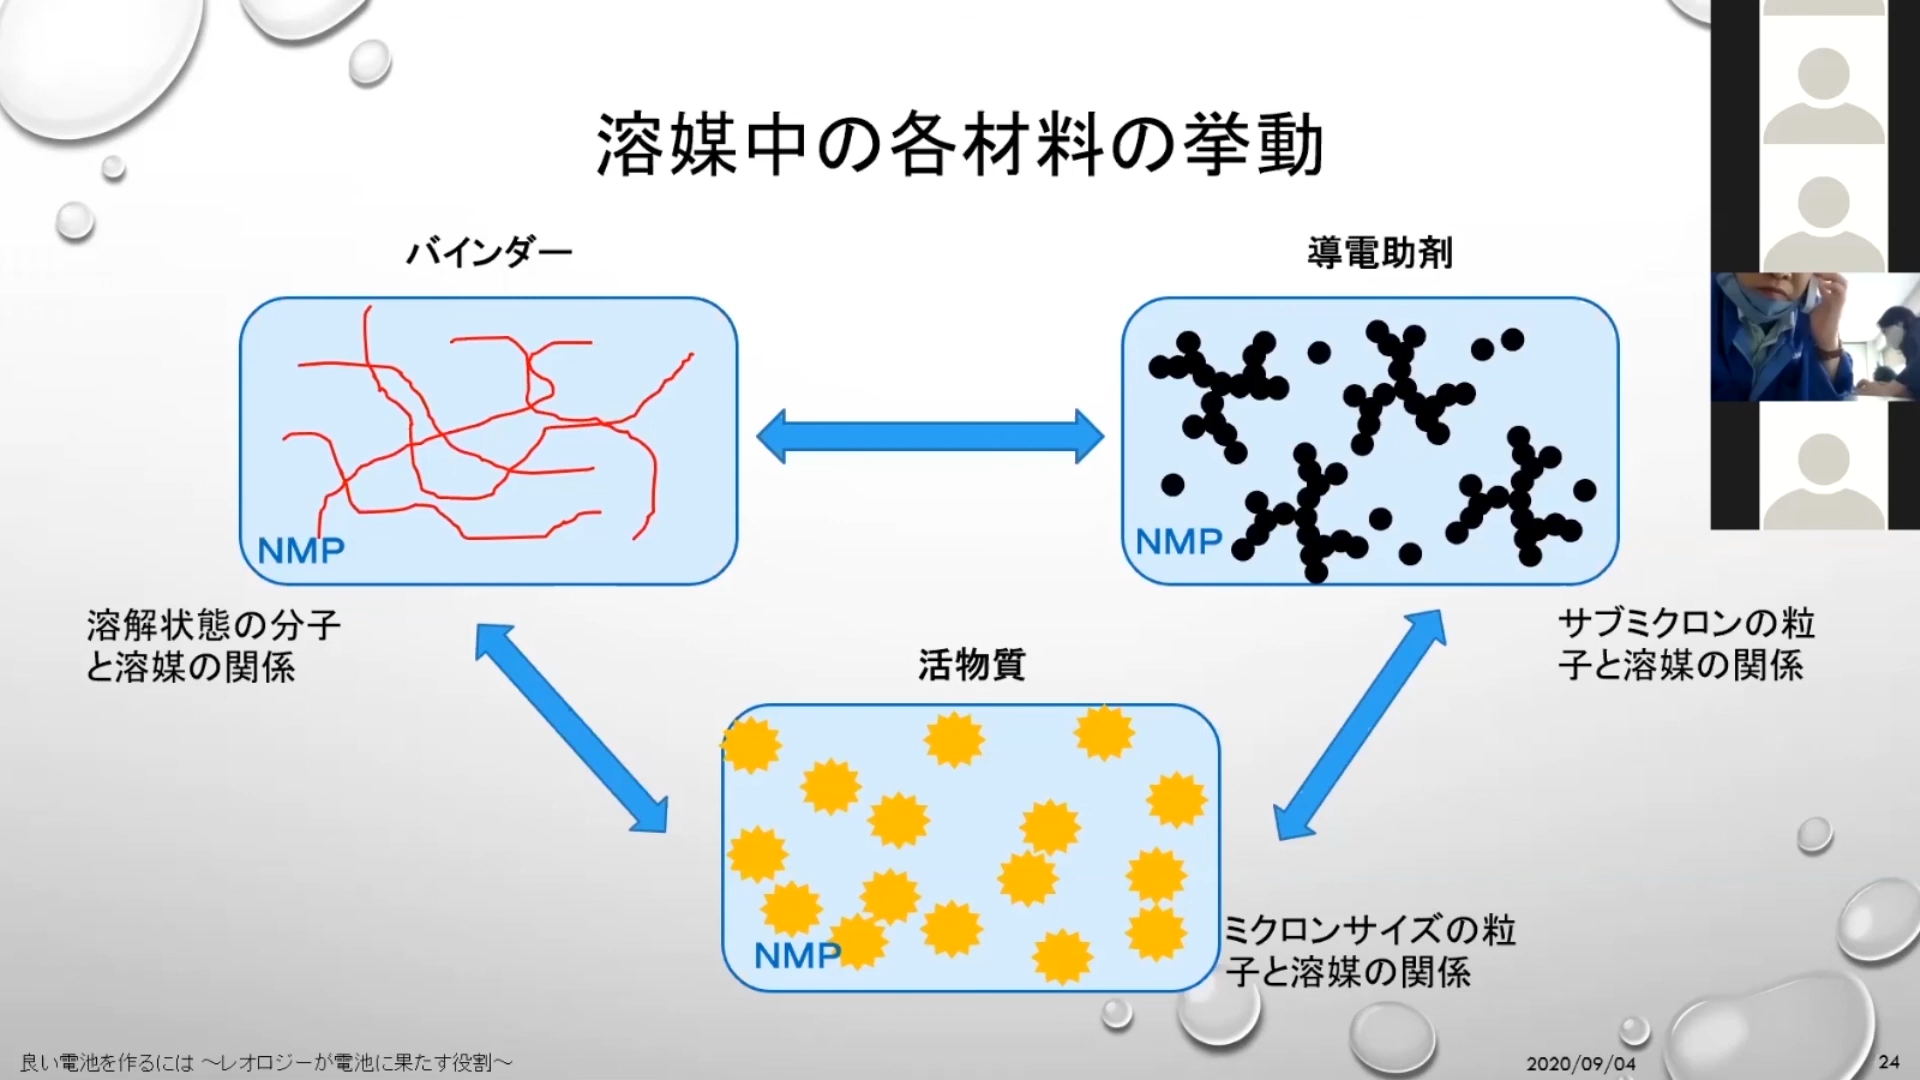 溶媒中の各材料の挙動
バインダー
導電助剤
NMP
NMP
溶解状態の分子
と溶媒の関係
サブミクロンの粒
子と溶媒の関係
活物質
NMP
ミクロンサイズの粒
子と溶媒の関係
良い電池を作るには ～レオロジーが電池に果たす役割～
2020/09/04
24